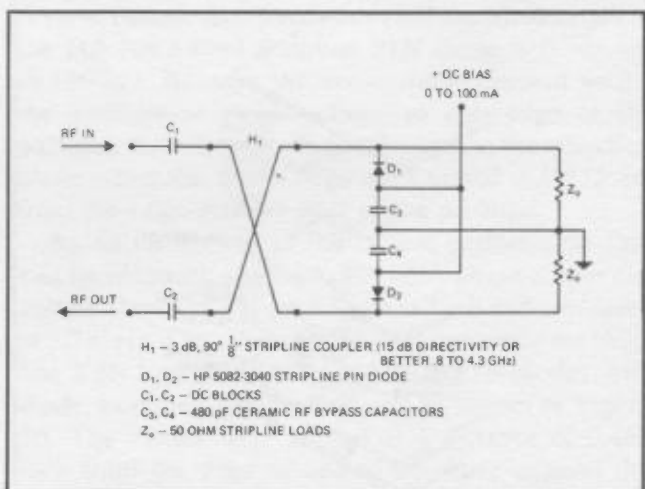 + DC BIAS
0 TO 100 mA
RF IN
C₁
H₁
D₁
C₃
C₄
D₂
Zₒ
Zₒ
RF OUT
C₂
H₁ – 3 dB, 90° 1/8" STRIPLINE COUPLER (15 dB DIRECTIVITY OR
BETTER .8 TO 4.3 GHz)
D₁, D₂ – HP 5082-3040 STRIPLINE PIN DIODE
C₁, C₂ – DC BLOCKS
C₃, C₄ – 480 pF CERAMIC RF BYPASS CAPACITORS
Zₒ – 50 OHM STRIPLINE LOADS